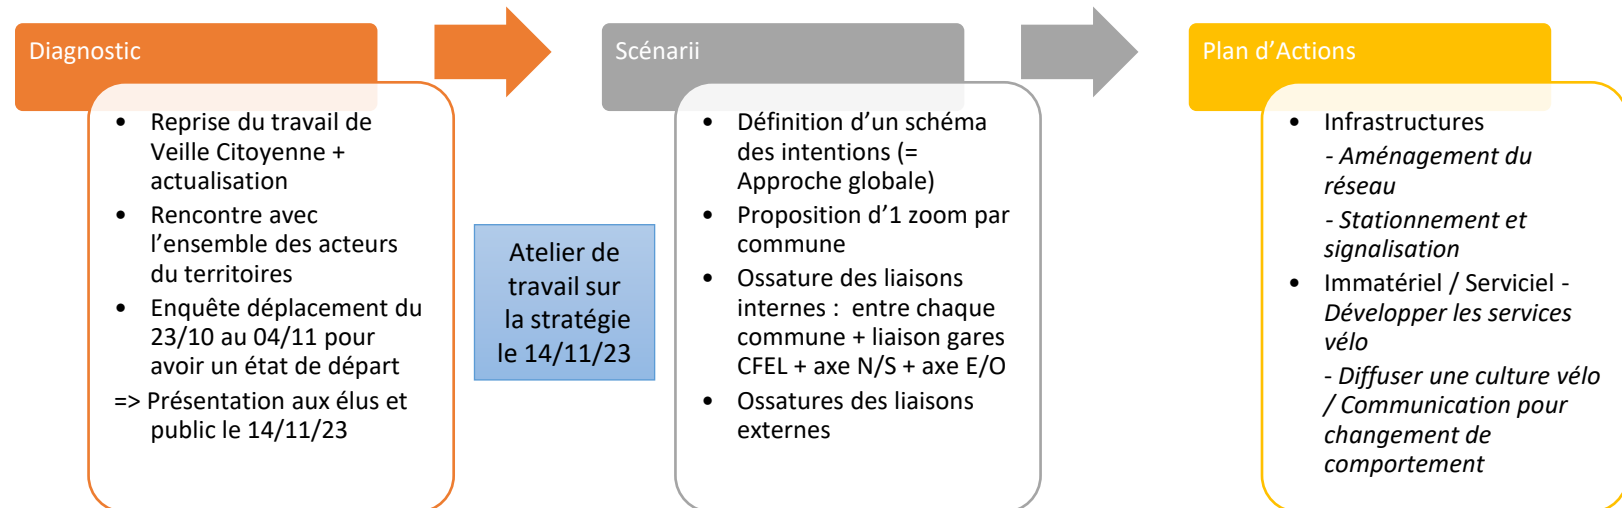 Diagnostic
• Reprise du travail de
Veille Citoyenne +
actualisation
• Rencontre avec
l’ensemble des acteurs
du territoires
• Enquête déplacement du
23/10 au 04/11 pour
avoir un état de départ
=> Présentation aux élus et
public le 14/11/23
Atelier de
travail sur
la stratégie
le 14/11/23
Scénarii
• Définition d’un schéma
des intentions (=
Approche globale)
• Proposition d’1 zoom par
commune
• Ossature des liaisons
internes : entre chaque
commune + liaison gares
CFEL + axe N/S + axe E/O
• Ossatures des liaisons
externes
Plan d’Actions
• Infrastructures
- Aménagement du
réseau
- Stationnement et
signalisation
• Immatériel / Serviciel -
Développer les services
vélo
- Diffuser une culture vélo
/ Communication pour
changement de
comportement